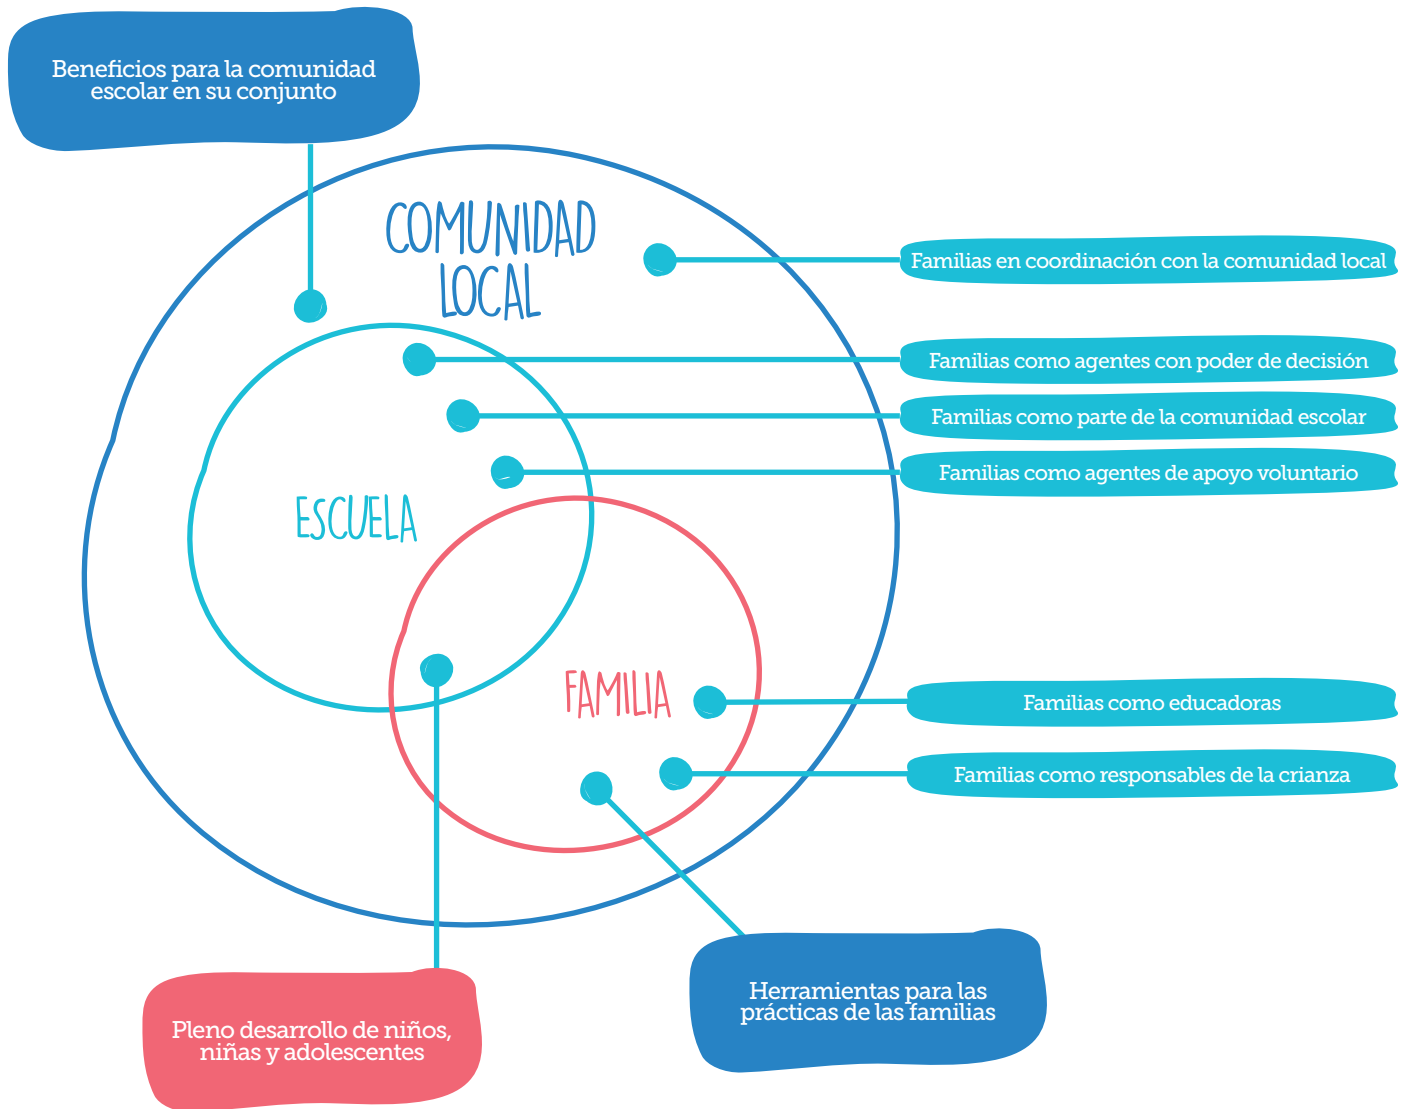 Beneficios para la comunidad
escolar en su conjunto
COMUNIDAD
LOCAL
Familias en coordinación con la comunidad local
Familias como agentes con poder de decisión
Familias como parte de la comunidad escolar
Familias como agentes de apoyo voluntario
ESCUELA
FAMILIA
Familias como educadoras
Familias como responsables de la crianza
Herramientas para las
prácticas de las familias
Pleno desarrollo de niños,
niñas y adolescentes